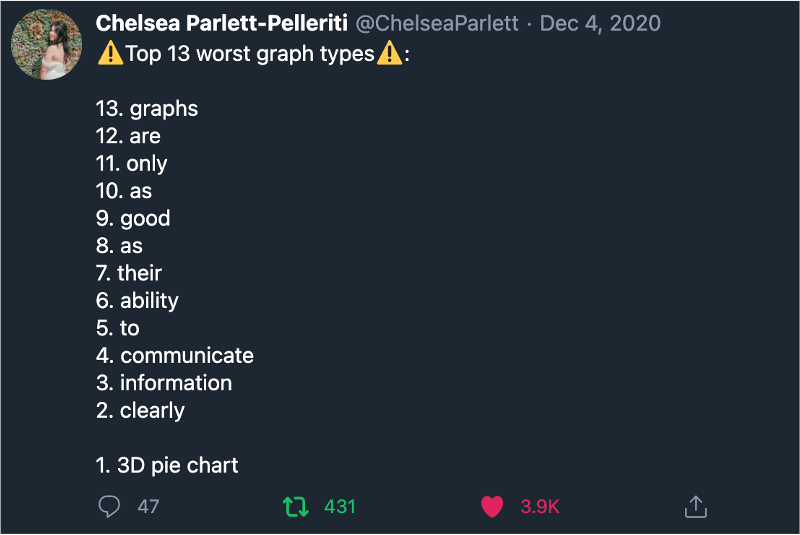 Chelsea Parlett-Pelleriti @ChelseaParlett · Dec 4, 2020
⚠️Top 13 worst graph types⚠️:
13. graphs
12. are
11. only
10. as
9. good
8. as
7. their
6. ability
5. to
4. communicate
3. information
2. clearly
1. 3D pie chart
47 431 3.9K